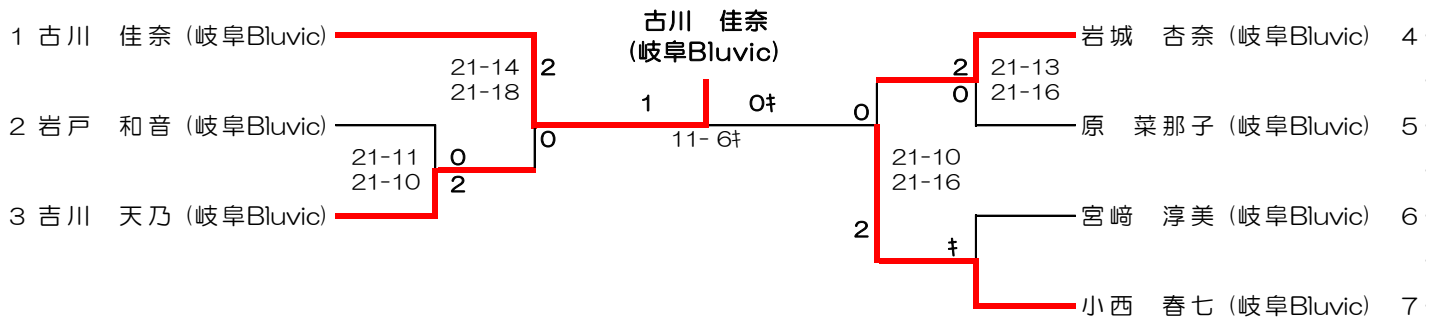 古川　佳奈
(岐阜Bluvic)
1 古川　佳奈 (岐阜Bluvic)
岩城　杏奈 (岐阜Bluvic) 4
21-14
21-18
2
2
0
21-13
21-16
1
0ｷ
0
2 岩戸　和音 (岐阜Bluvic)
原　菜那子 (岐阜Bluvic) 5
0
11- 6ｷ
21-11
21-10
0
2
21-10
21-16
3 吉川　天乃 (岐阜Bluvic)
宮﨑　淳美 (岐阜Bluvic) 6
2
ｷ
小西　春七 (岐阜Bluvic) 7